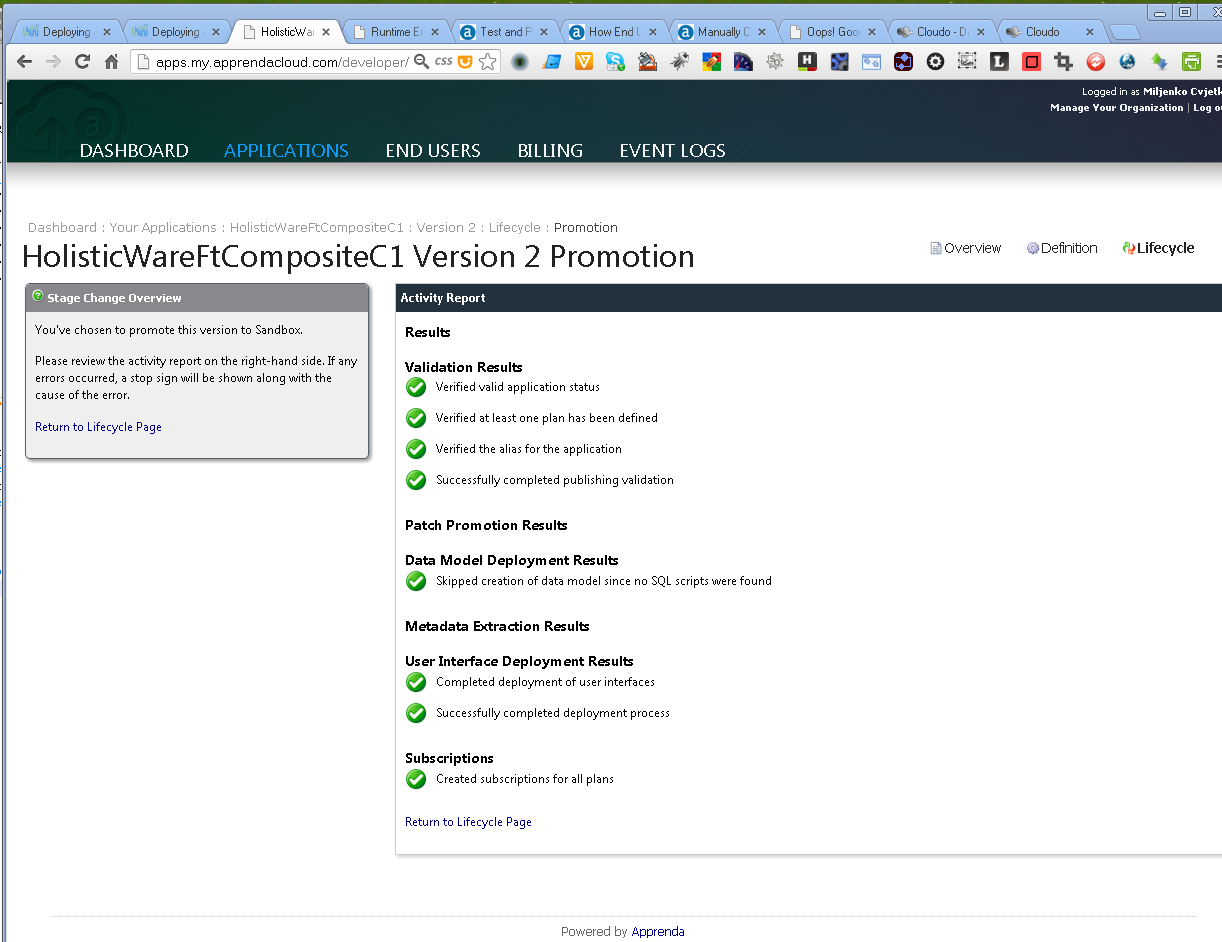 Deploying
Deploying
HolisticWa
Runtime E
Test and P
How End U
Manually C
Oops! Goo
Cloudo - D
Cloudo
apps.my.apprendacloud.com/developer/
CSS
Logged in as Miljenko Cvjetk
Manage Your Organization | Log ou
DASHBOARD APPLICATIONS END USERS BILLING EVENT LOGS
Dashboard : Your Applications : HolisticWareFtCompositeC1 : Version 2 : Lifecycle : Promotion
HolisticWareFtCompositeC1 Version 2 Promotion
Overview Definition Lifecycle
Stage Change Overview
You've chosen to promote this version to Sandbox.
Please review the activity report on the right-hand side. If any
errors occurred, a stop sign will be shown along with the
cause of the error.
Return to Lifecycle Page
Activity Report
Results
Validation Results
Verified valid application status
Verified at least one plan has been defined
Verified the alias for the application
Successfully completed publishing validation
Patch Promotion Results
Data Model Deployment Results
Skipped creation of data model since no SQL scripts were found
Metadata Extraction Results
User Interface Deployment Results
Completed deployment of user interfaces
Successfully completed deployment process
Subscriptions
Created subscriptions for all plans
Return to Lifecycle Page
Powered by Apprenda